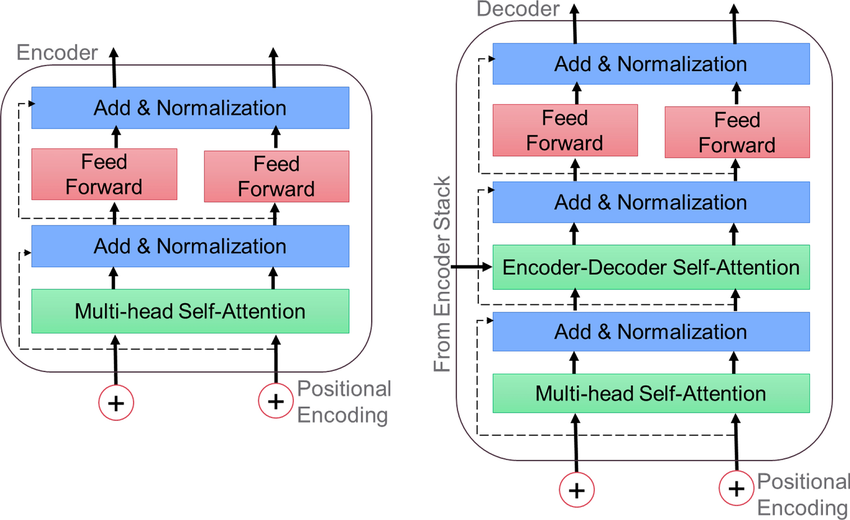 Encoder
Add & Normalization
Feed
Forward
Feed
Forward
Add & Normalization
Multi-head Self-Attention
+
+
Positional
Encoding
Decoder
Add & Normalization
Feed
Forward
Feed
Forward
Add & Normalization
From Encoder Stack
Encoder-Decoder Self-Attention
Add & Normalization
Multi-head Self-Attention
+
+
Positional
Encoding